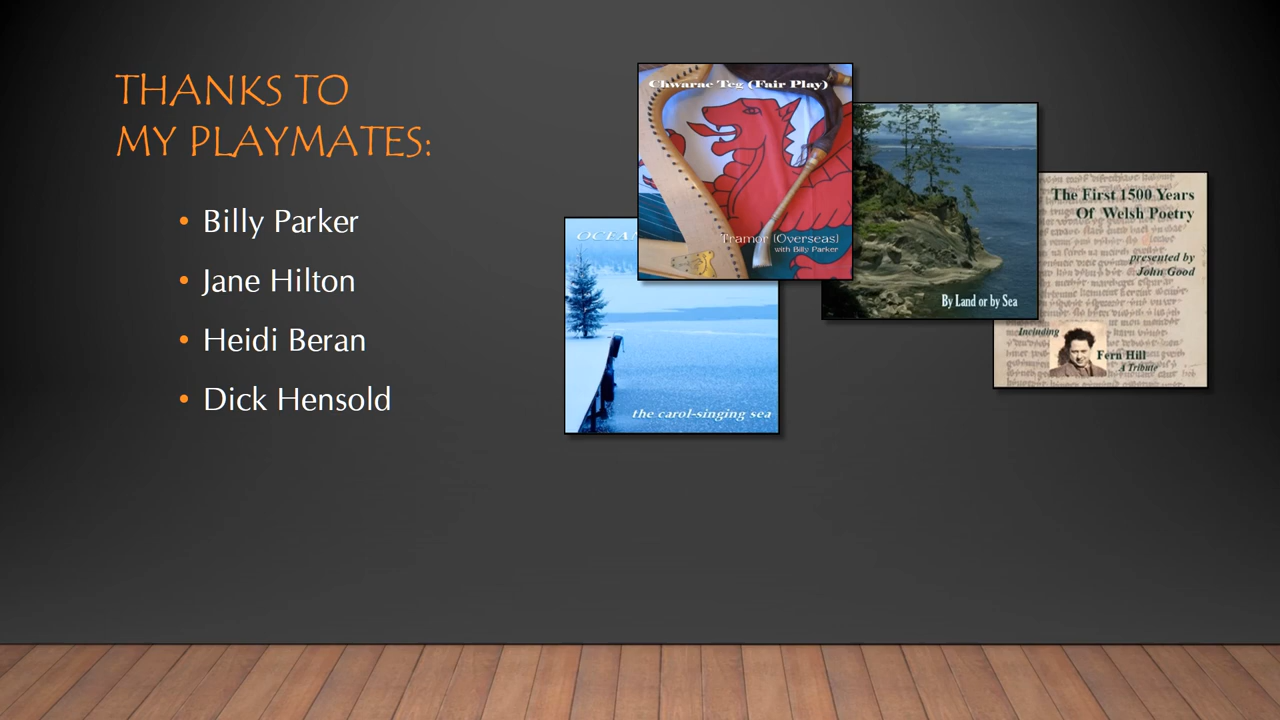 THANKS TO
MY PLAYMATES:
• Billy Parker
• Jane Hilton
• Heidi Beran
• Dick Hensold
Chwarae Teg (Fair Play)
Tramor (Overseas)
with Billy Parker
By Land or by Sea
The First 1500 Years
Of Welsh Poetry
presented by
John Good
Including
Fern Hill
A Tribute
the carol-singing sea